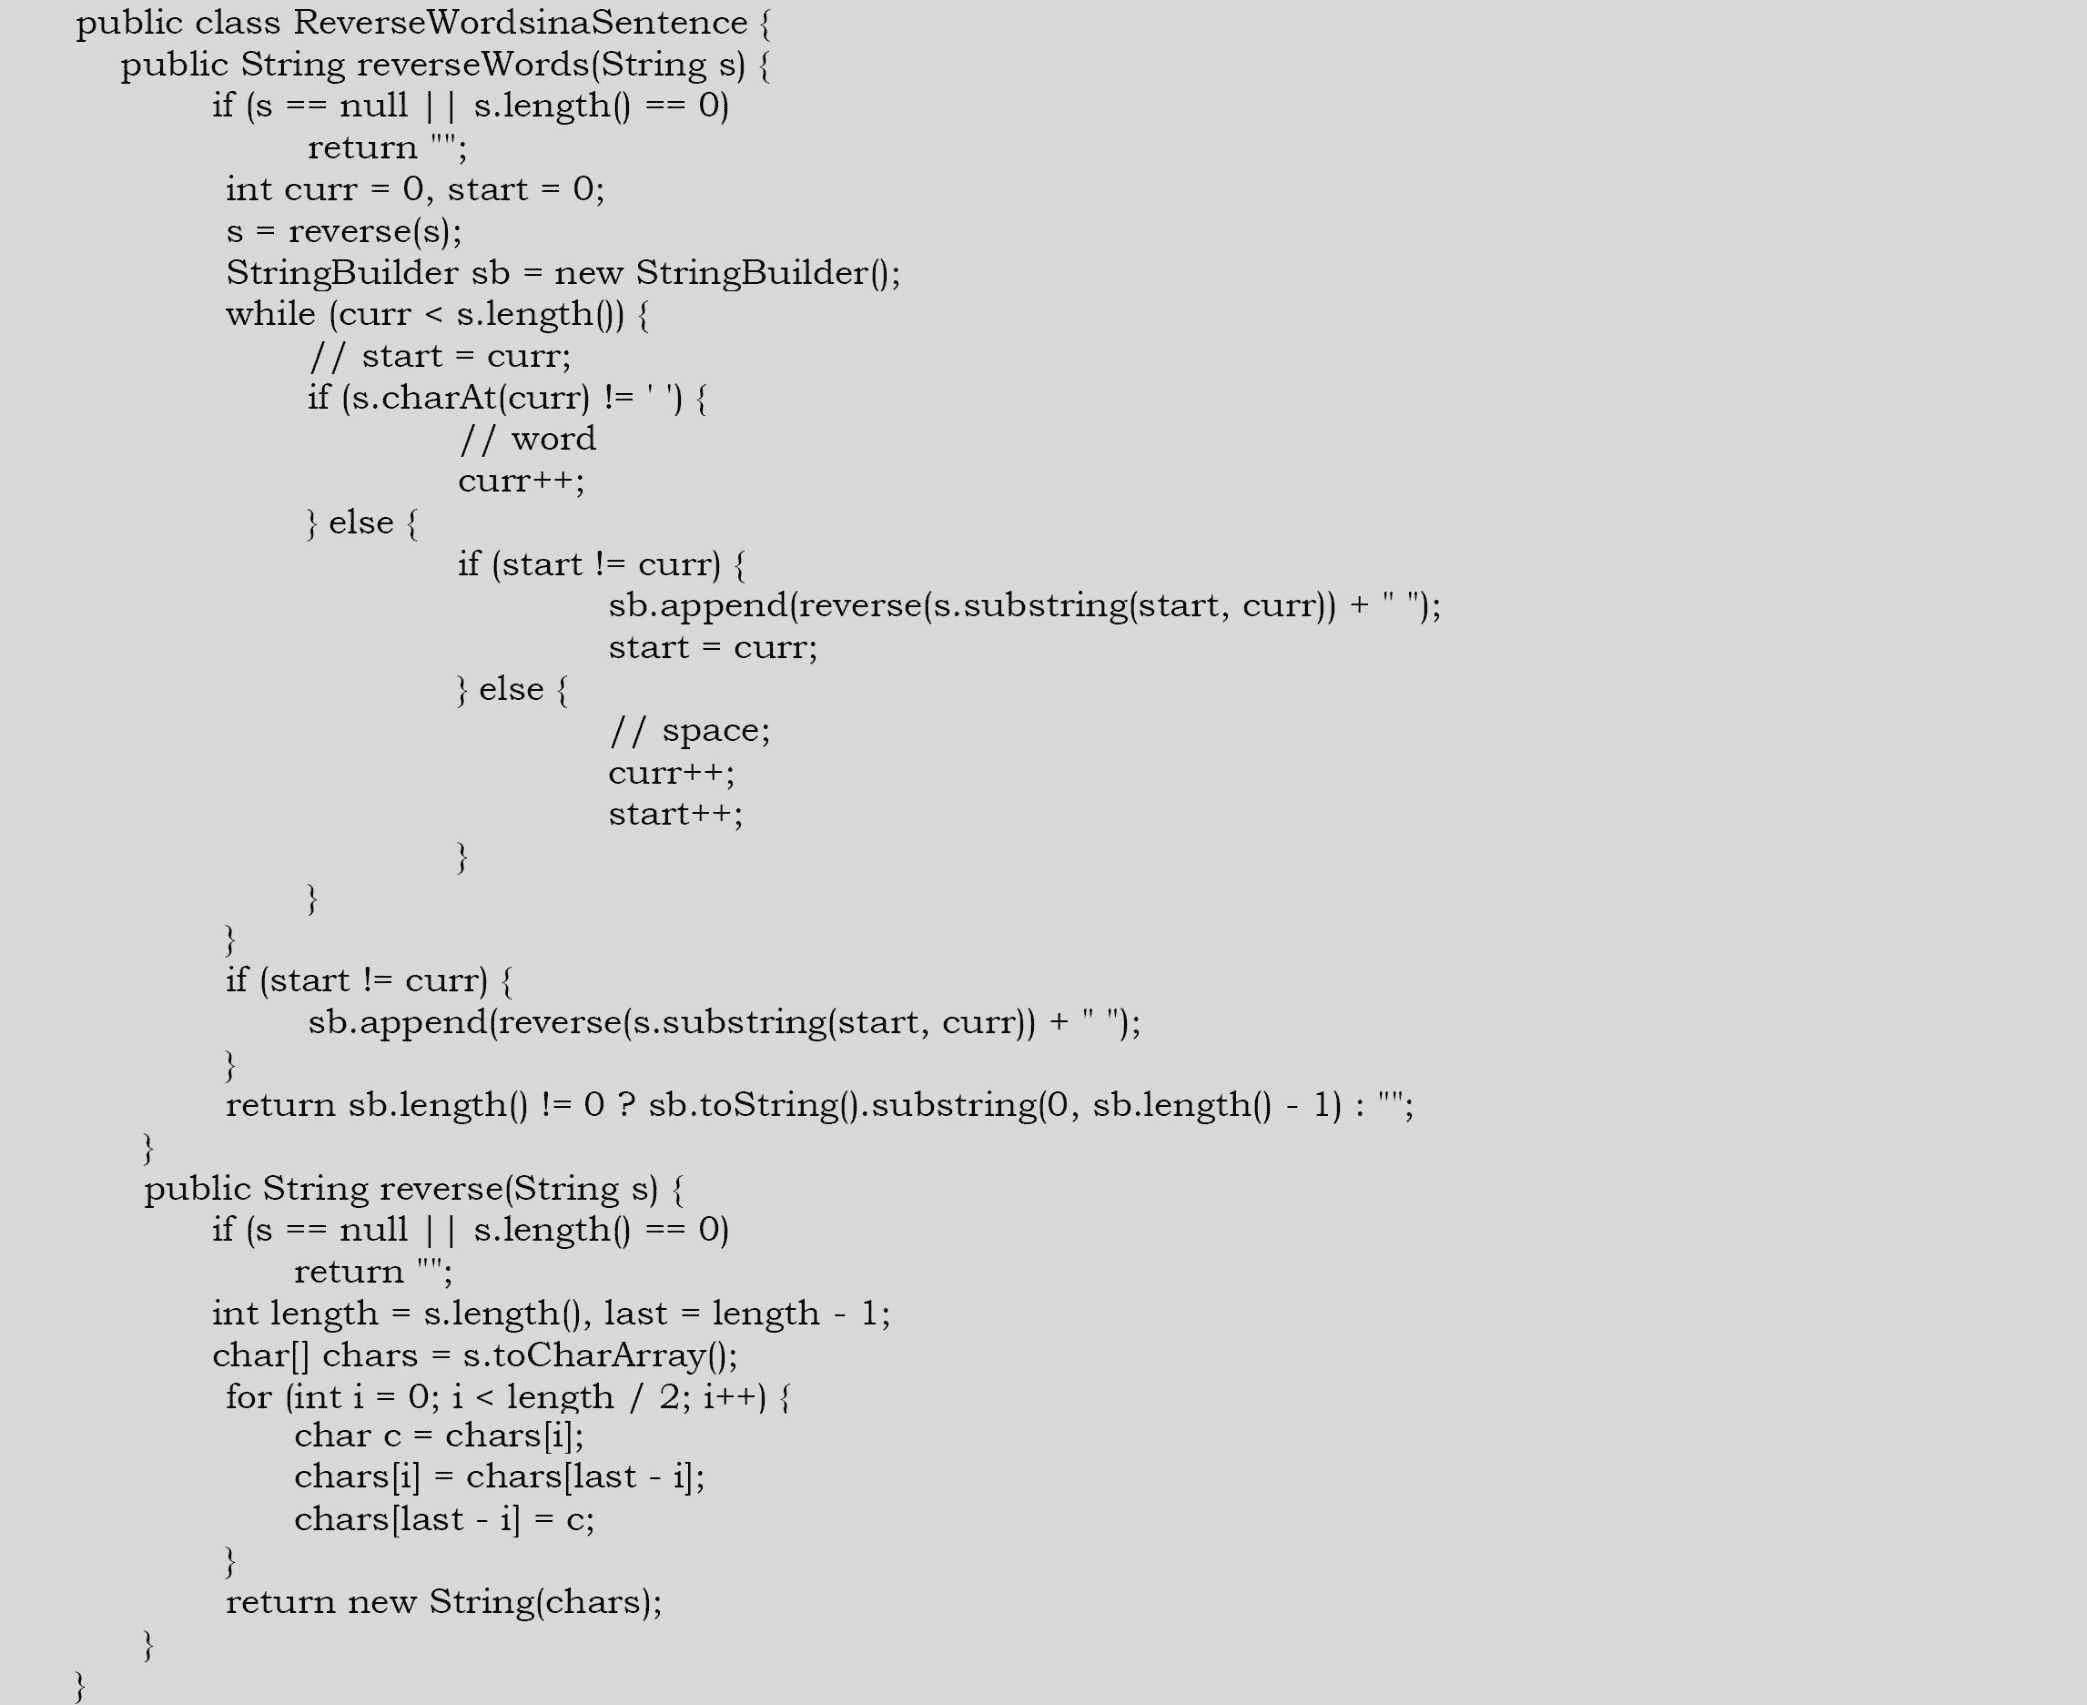 public class ReverseWordsinaSentence {
public String reverseWords(String s) {
if (s == null || s.length() == 0)
return "";
int curr = 0, start = 0;
s = reverse(s);
StringBuilder sb = new StringBuilder();
while (curr < s.length()) {
// start = curr;
if (s.charAt(curr) != ' ') {
// word
curr++;
} else {
if (start != curr) {
sb.append(reverse(s.substring(start, curr)) + " ");
start = curr;
} else {
// space;
curr++;
start++;
}
}
}
if (start != curr) {
sb.append(reverse(s.substring(start, curr)) + " ");
}
return sb.length() != 0 ? sb.toString().substring(0, sb.length() - 1) : "";
}
public String reverse(String s) {
if (s == null || s.length() == 0)
return "";
int length = s.length(), last = length - 1;
char[] chars = s.toCharArray();
for (int i = 0; i < length / 2; i++) {
char c = chars[i];
chars[i] = chars[last - i];
chars[last - i] = c;
}
return new String(chars);
}
}